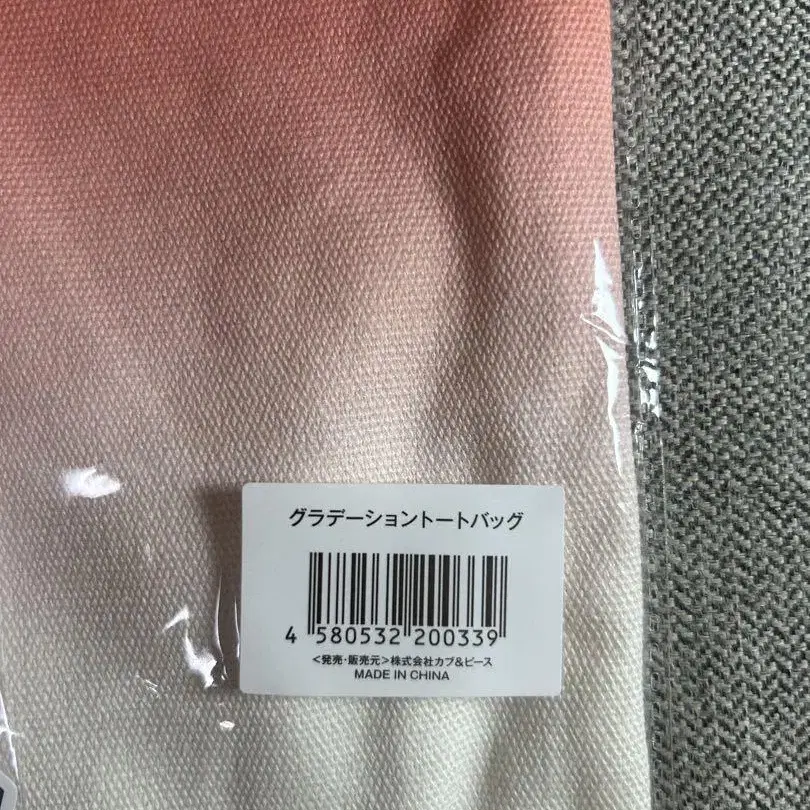 グラデーショントートバッグ
4 580532 200339
<発売・販売元>株式会社カブ&ピース
MADE IN CHINA